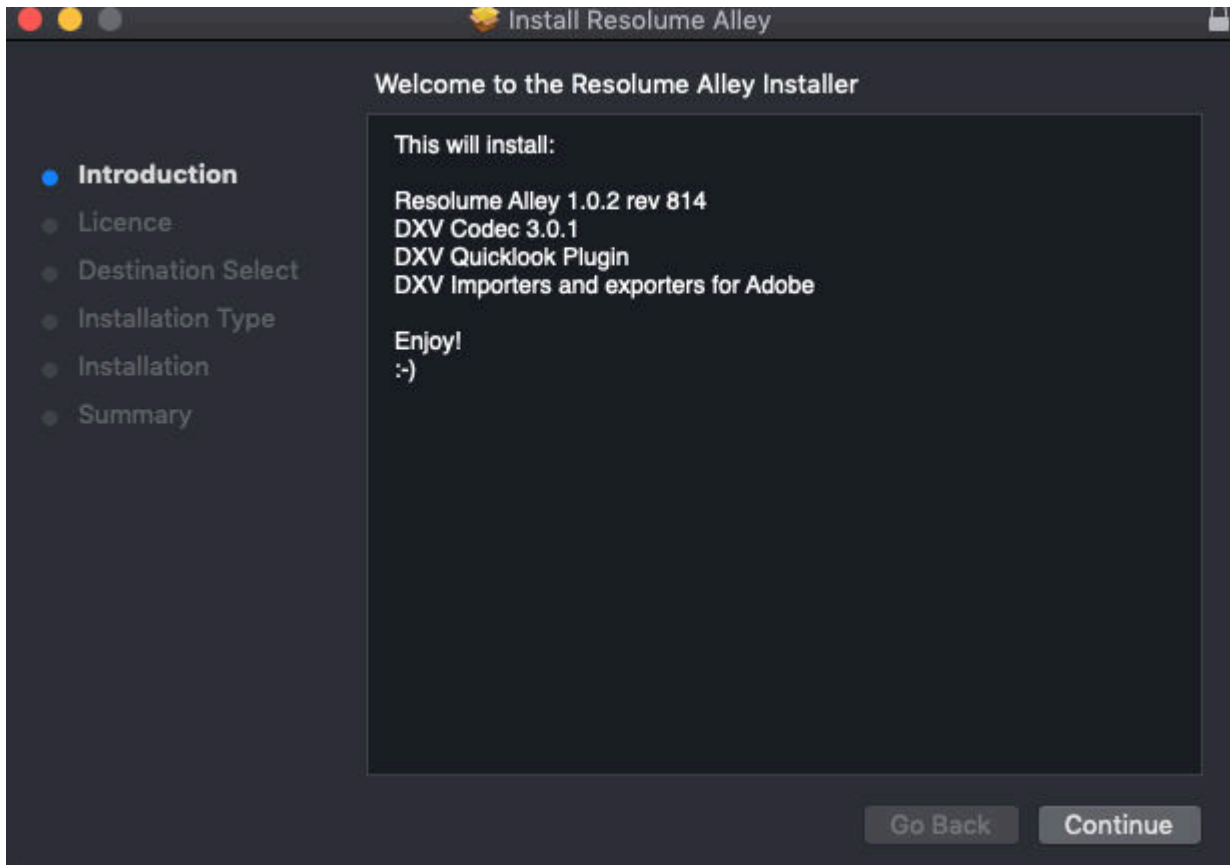 Install Resolume Alley
Welcome to the Resolume Alley Installer
Introduction
Licence
Destination Select
Installation Type
Installation
Summary
This will install:
Resolume Alley 1.0.2 rev 814
DXV Codec 3.0.1
DXV Quicklook Plugin
DXV Importers and exporters for Adobe
Enjoy!
:-)
Go Back
Continue